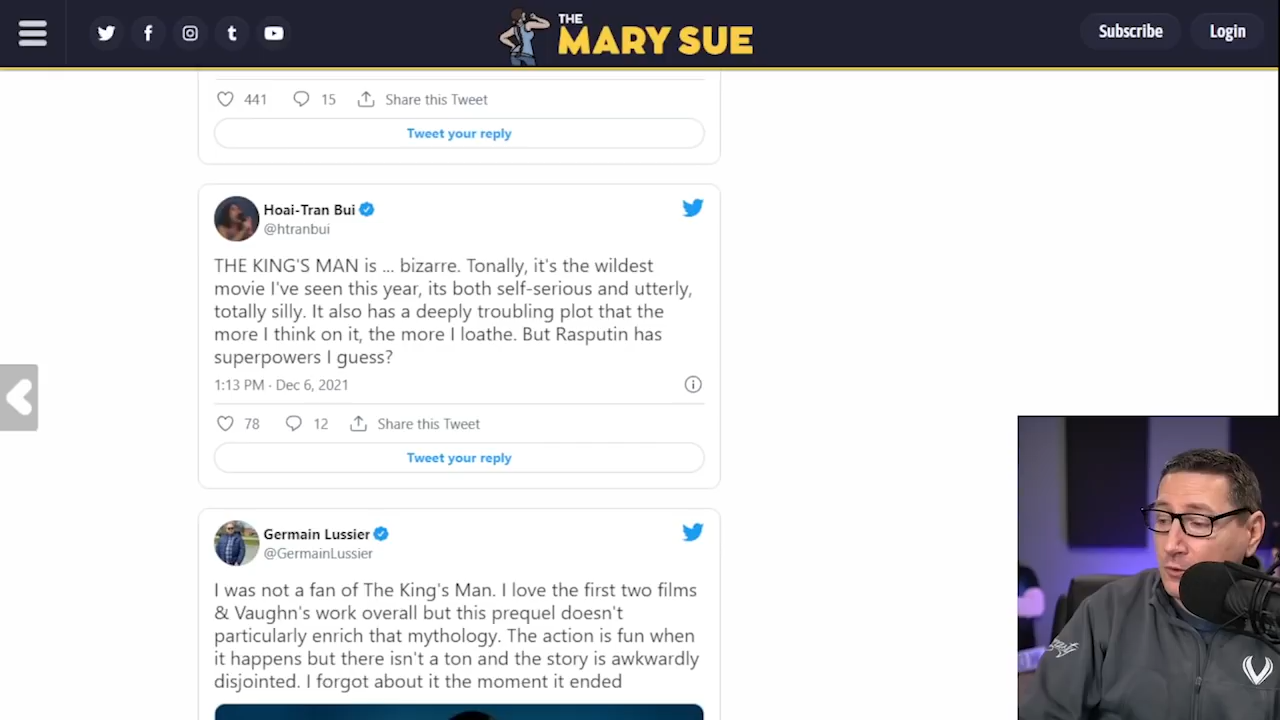 THE
MARY SUE
Subscribe
Login
441
15
Share this Tweet
Tweet your reply
Hoai-Tran Bui
@htranbui
THE KING'S MAN is ... bizarre. Tonally, it's the wildest
movie I've seen this year, its both self-serious and utterly,
totally silly. It also has a deeply troubling plot that the
more I think on it, the more I loathe. But Rasputin has
superpowers I guess?
1:13 PM · Dec 6, 2021
78
12
Share this Tweet
Tweet your reply
Germain Lussier
@GermainLussier
I was not a fan of The King's Man. I love the first two films
& Vaughn's work overall but this prequel doesn't
particularly enrich that mythology. The action is fun when
it happens but there isn't a ton and the story is awkwardly
disjointed. I forgot about it the moment it ended